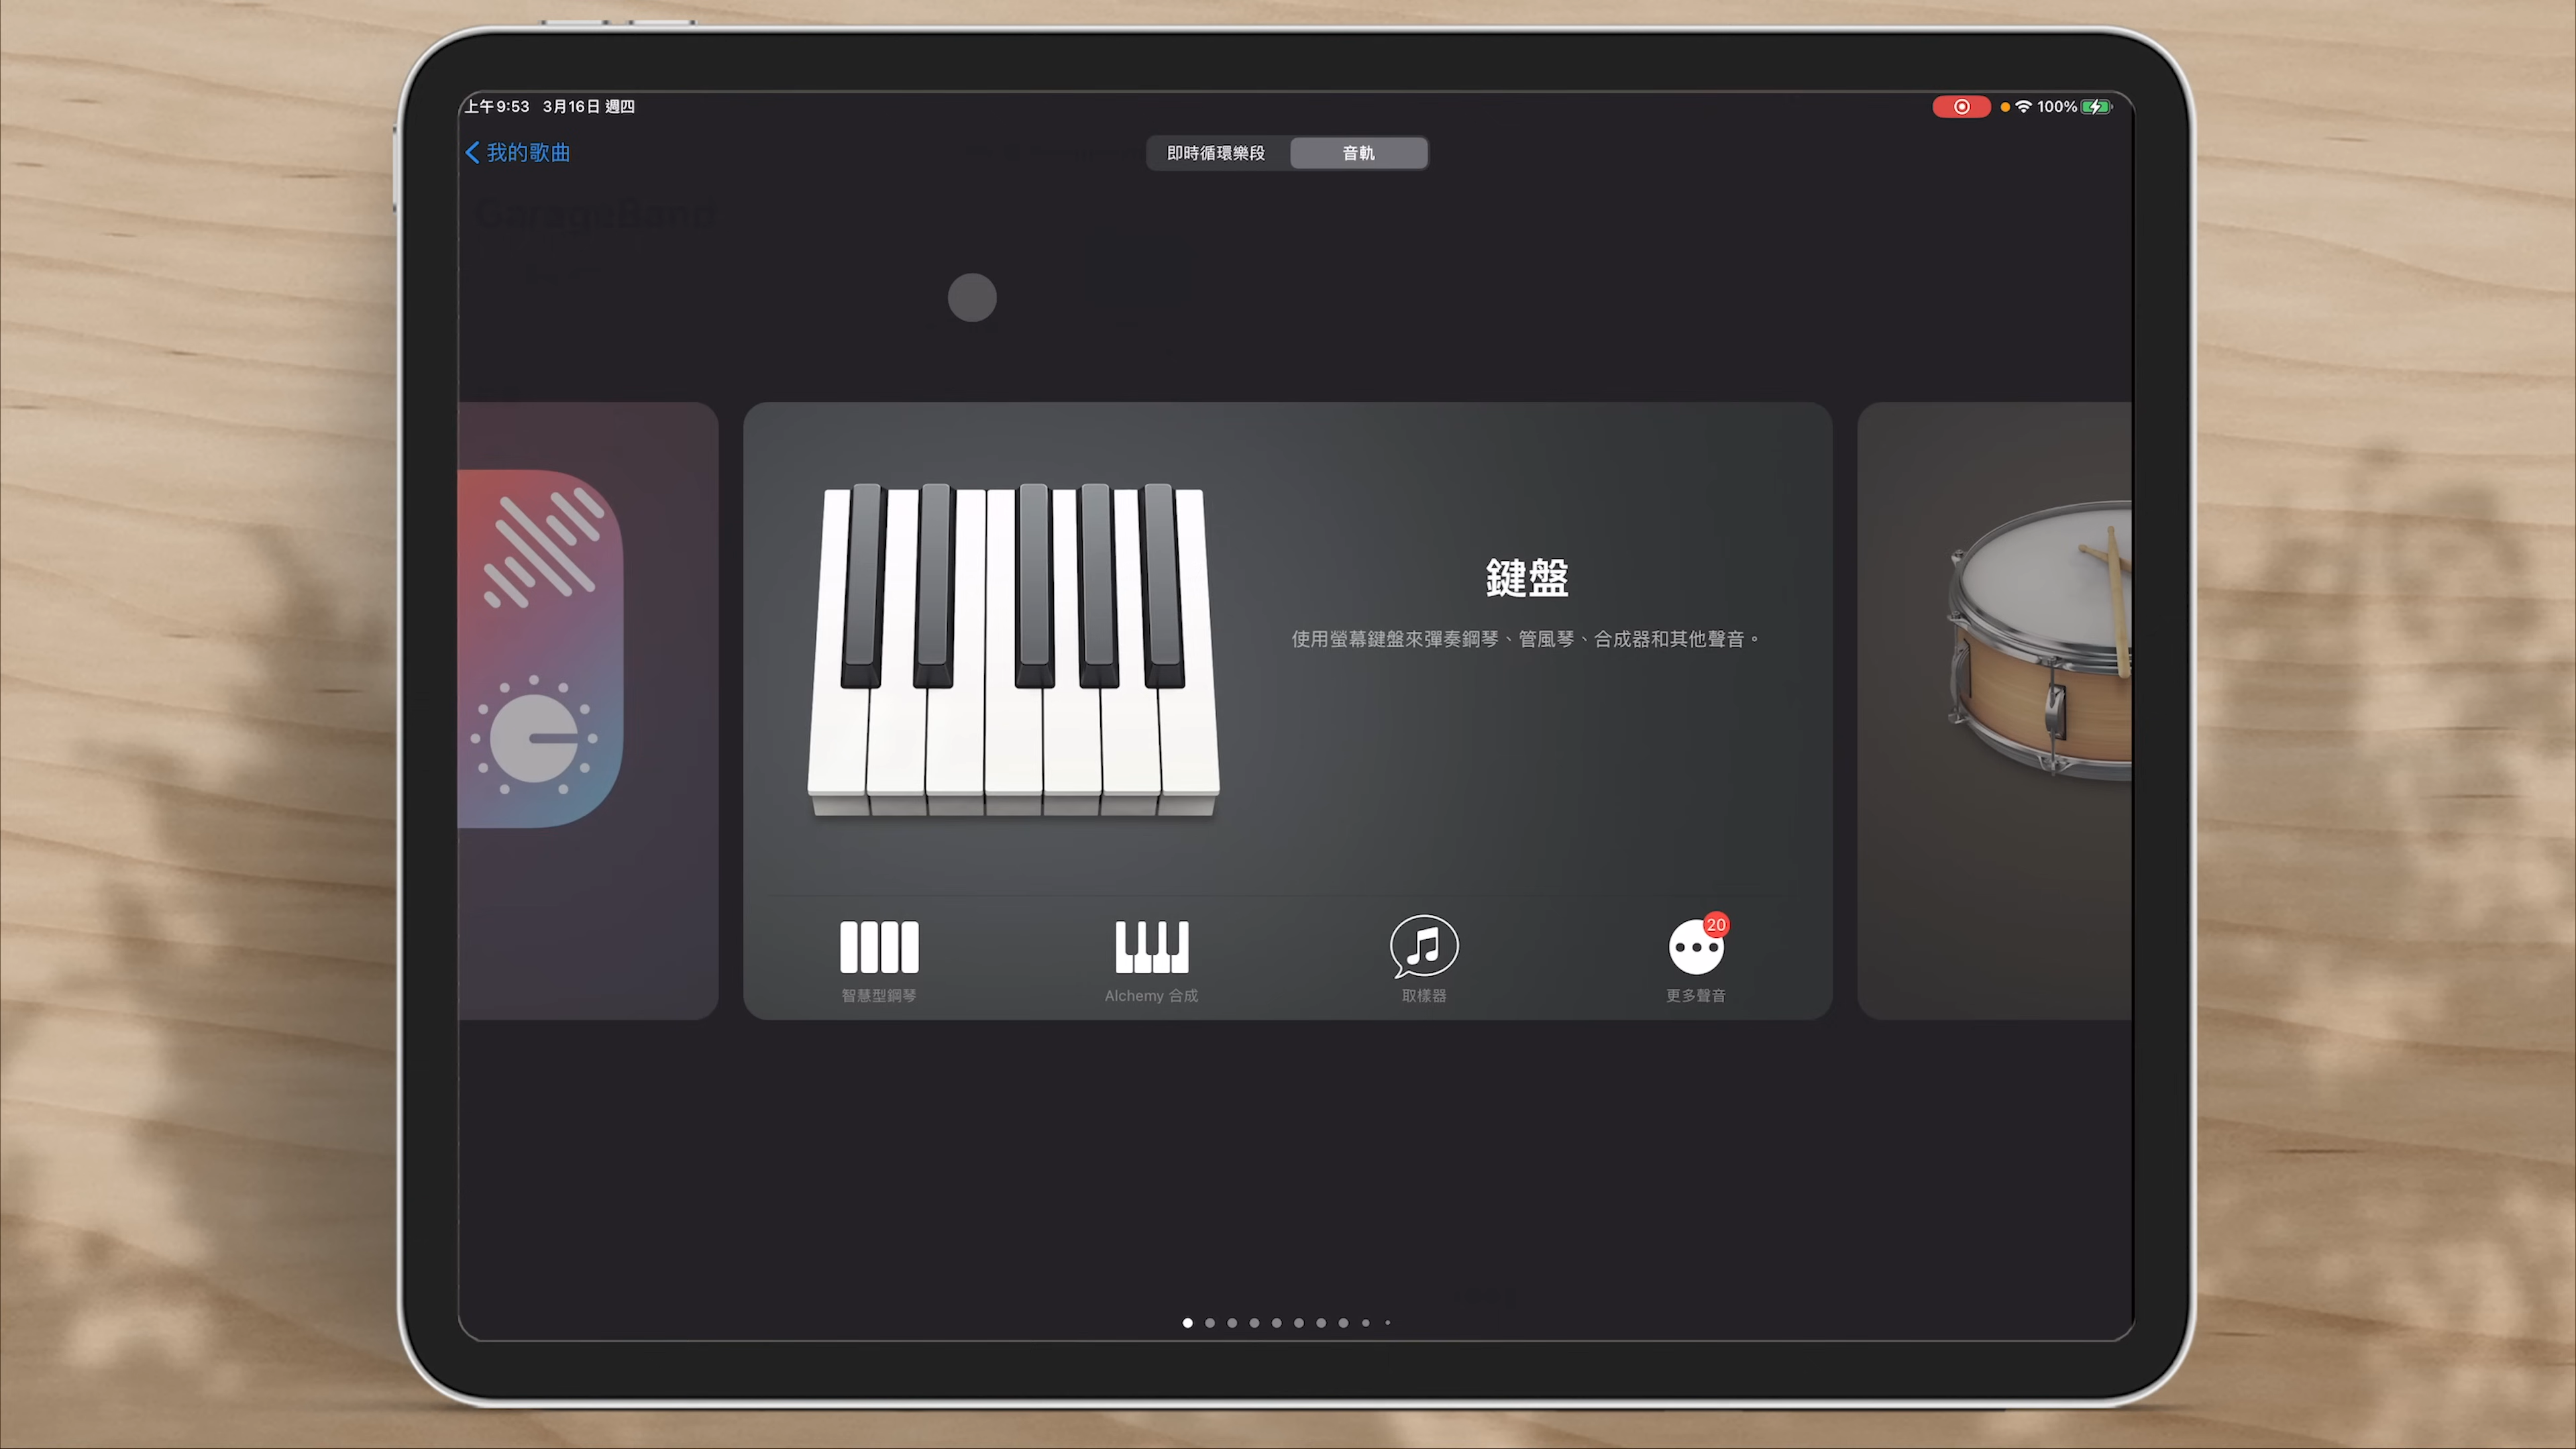 上午9:53 3月16日 週四
100%
我的歌曲
即時循環樂段 音軌
GarageBand
鍵盤
使用螢幕鍵盤來彈奏鋼琴、管風琴、合成器和其他聲音。
20
智慧型鋼琴 Alchemy 合成 取樣器 更多聲音